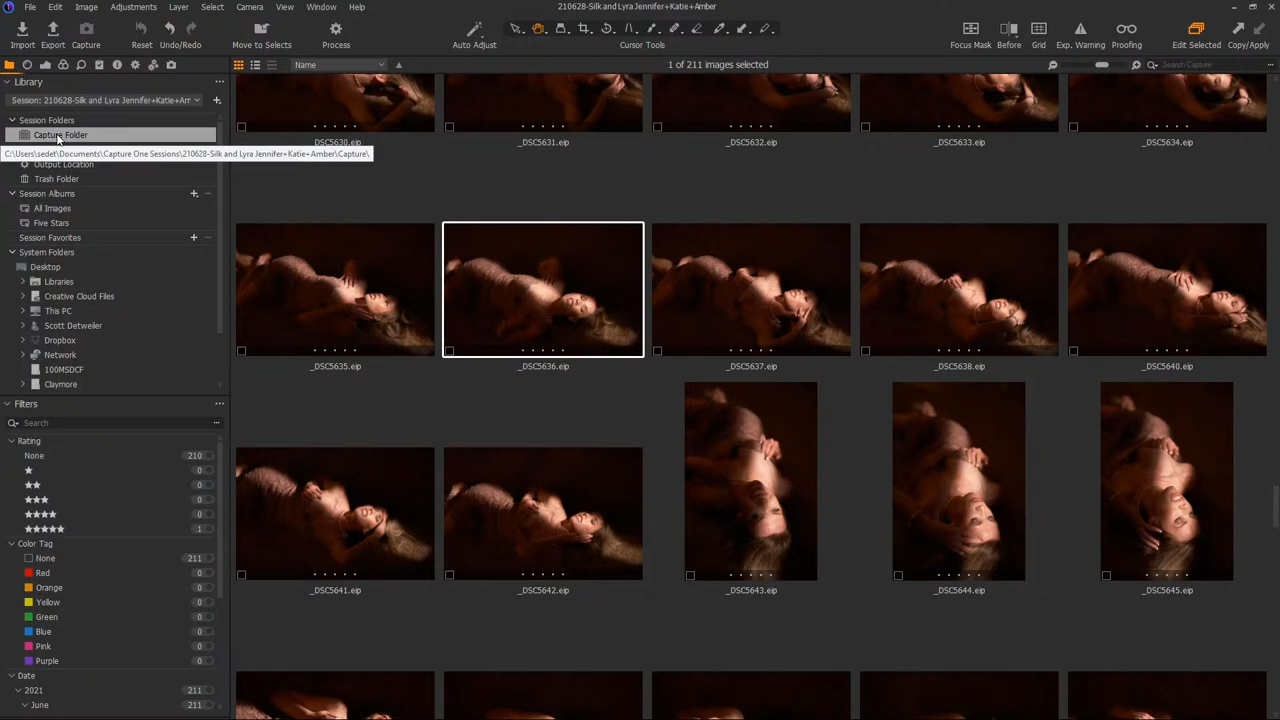 File Edit Image Adjustments Layer Select Camera View Window Help
210628-Silk and Lyra Jennifer+Katie+Amber
Import Export Capture Reset Undo/Redo Move to Selects Process Auto Adjust Cursor Tools Focus Mask Before Grid Exp. Warning Proofing Edit Selected Copy/Apply
Name
1 of 211 images selected
Search Capture
Library
Session: 210628-Silk and Lyra Jennifer+Katie+Am
Session Folders
Capture Folder
C:\Users\sedet\Documents\Capture One Sessions\210628-Silk and Lyra Jennifer+Katie+Amber\Capture\
Output Location
Trash Folder
Session Albums
All Images
Five Stars
Session Favorites
System Folders
Desktop
Libraries
Creative Cloud Files
This PC
Scott Detweiler
Dropbox
Network
100MSDCF
Claymore
Filters
Search
Rating
None 210
0
0
0
0
1
Color Tag
None 211
Red 0
Orange 0
Yellow 0
Green 0
Blue 0
Pink 0
Purple 0
Date
2021 211
June 211
_DSC5630.eip _DSC5631.eip _DSC5632.eip _DSC5633.eip _DSC5634.eip
_DSC5635.eip _DSC5636.eip _DSC5637.eip _DSC5638.eip _DSC5640.eip
_DSC5641.eip _DSC5642.eip _DSC5643.eip _DSC5644.eip _DSC5645.eip